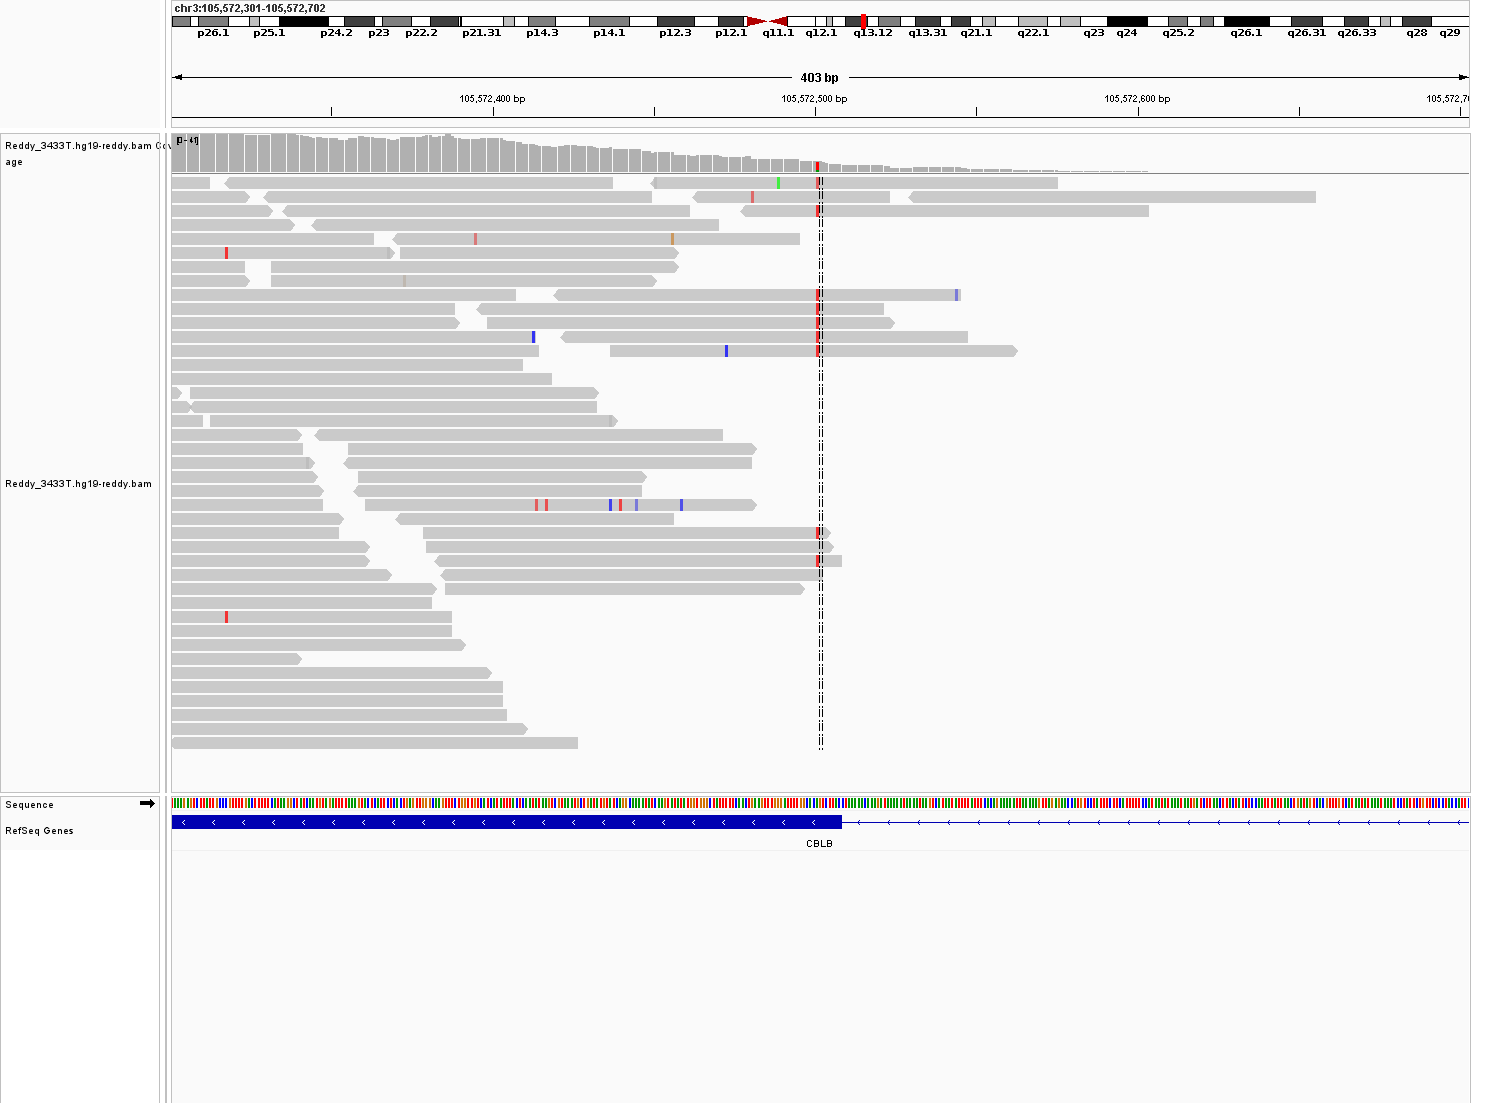 chr3:105,572,301-105,572,702
p26.1 p25.1 p24.2 p23 p22.2 p21.31 p14.3 p14.1 p12.3 p12.1 q11.1 q12.1 q13.12 q13.31 q21.1 q22.1 q23 q24 q25.2 q26.1 q26.31 q26.33 q28 q29
403 bp
105,572,400 bp 105,572,500 bp 105,572,600 bp 105,572,70
[0 - 41]
Reddy_3433T.hg19-reddy.bam Cov
age
Reddy_3433T.hg19-reddy.bam
Sequence
RefSeq Genes
CBLB